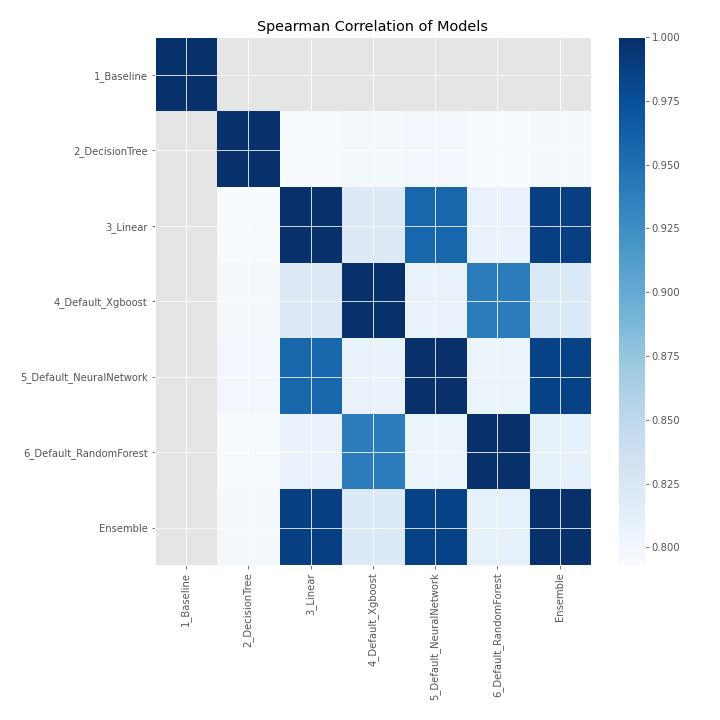 Spearman Correlation of Models
1_Baseline
2_DecisionTree
3_Linear
4_Default_Xgboost
5_Default_NeuralNetwork
6_Default_RandomForest
Ensemble
1_Baseline
2_DecisionTree
3_Linear
4_Default_Xgboost
5_Default_NeuralNetwork
6_Default_RandomForest
Ensemble
1.000
0.975
0.950
0.925
0.900
0.875
0.850
0.825
0.800